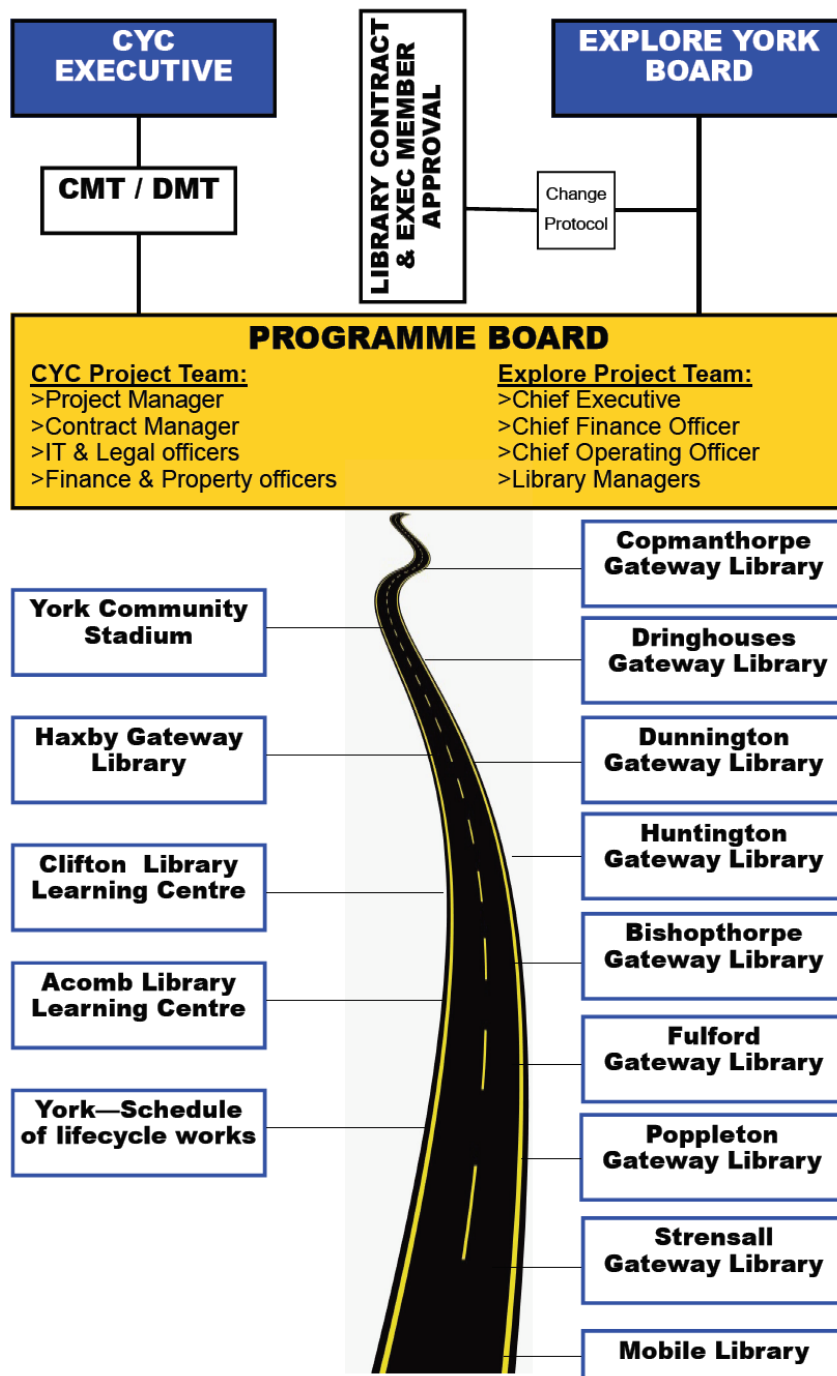 CYC
EXECUTIVE
LIBRARY CONTRACT
& EXEC MEMBER
APPROVAL
EXPLORE YORK
BOARD
CMT / DMT
Change
Protocol
PROGRAMME BOARD
CYC Project Team:
>Project Manager
>Contract Manager
>IT & Legal officers
>Finance & Property officers
Explore Project Team:
>Chief Executive
>Chief Finance Officer
>Chief Operating Officer
>Library Managers
York Community
Stadium
Haxby Gateway
Library
Clifton Library
Learning Centre
Acomb Library
Learning Centre
York—Schedule
of lifecycle works
Copmanthorpe
Gateway Library
Dringhouses
Gateway Library
Dunnington
Gateway Library
Huntington
Gateway Library
Bishopthorpe
Gateway Library
Fulford
Gateway Library
Poppleton
Gateway Library
Strensall
Gateway Library
Mobile Library